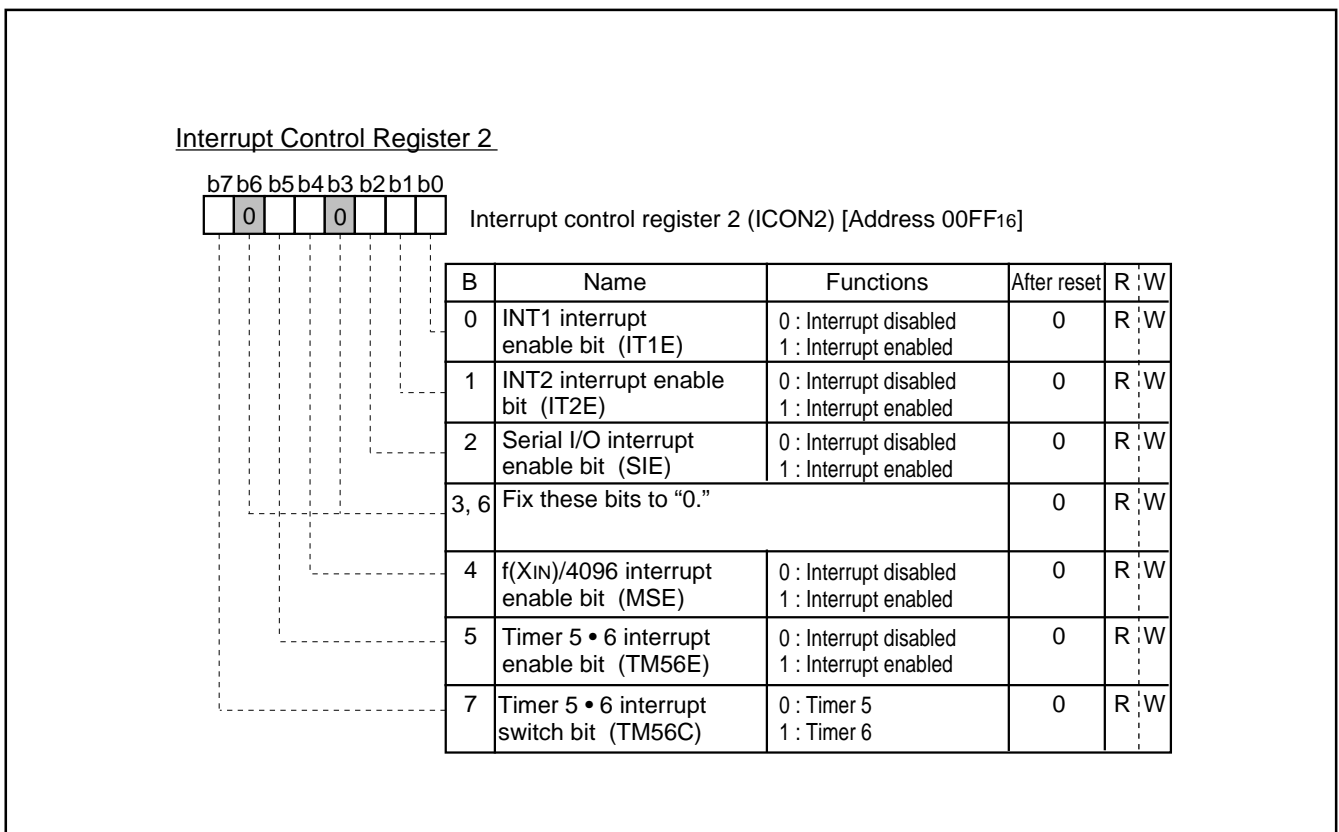 Interrupt Control Register 2
b7 b6 b5 b4 b3 b2 b1 b0
0 0
Interrupt control register 2 (ICON2) [Address 00FF16]
B Name Functions After reset R W
0 INT1 interrupt enable bit (IT1E) 0 : Interrupt disabled 1 : Interrupt enabled 0 R W
1 INT2 interrupt enable bit (IT2E) 0 : Interrupt disabled 1 : Interrupt enabled 0 R W
2 Serial I/O interrupt enable bit (SIE) 0 : Interrupt disabled 1 : Interrupt enabled 0 R W
3, 6 Fix these bits to “0.” 0 R W
4 f(XIN)/4096 interrupt enable bit (MSE) 0 : Interrupt disabled 1 : Interrupt enabled 0 R W
5 Timer 5 • 6 interrupt enable bit (TM56E) 0 : Interrupt disabled 1 : Interrupt enabled 0 R W
7 Timer 5 • 6 interrupt switch bit (TM56C) 0 : Timer 5 1 : Timer 6 0 R W